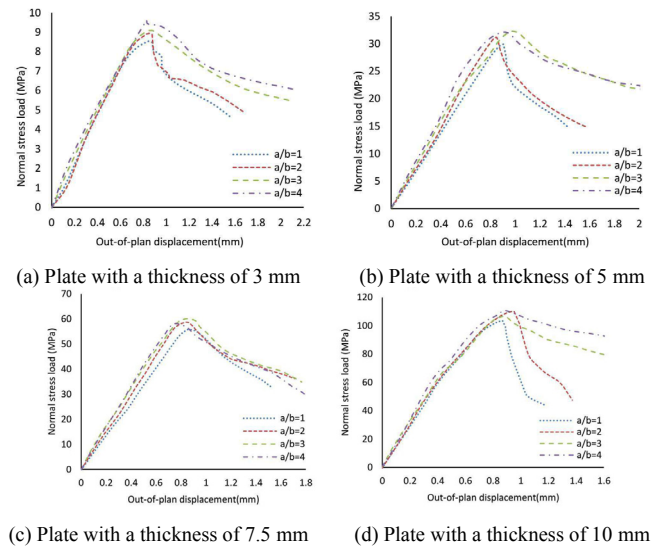 10
9
8
7
6
5
4
3
2
1
0
Normal stress load (MPa)
a/b=1
a/b=2
a/b=3
a/b=4
0 0.2 0.4 0.6 0.8 1 1.2 1.4 1.6 1.8 2 2.2
Out-of-plan displacement(mm)
(a) Plate with a thickness of 3 mm
35
30
25
20
15
10
5
0
Normal stress load (MPa)
a/b=1
a/b=2
a/b=3
a/b=4
0 0.2 0.4 0.6 0.8 1 1.2 1.4 1.6 1.8 2
Out-of-plan displacement(mm)
(b) Plate with a thickness of 5 mm
70
60
50
40
30
20
10
0
Normal stress load (MPa)
a/b=1
a/b=2
a/b=3
a/b=4
0 0.2 0.4 0.6 0.8 1 1.2 1.4 1.6 1.8
Out-of-plan displacement(mm)
(c) Plate with a thickness of 7.5 mm
120
100
80
60
40
20
0
Normal stress load (MPa)
a/b=1
a/b=2
a/b=3
a/b=4
0 0.2 0.4 0.6 0.8 1 1.2 1.4 1.6
Out-of-plan displacement(mm)
(d) Plate with a thickness of 10 mm